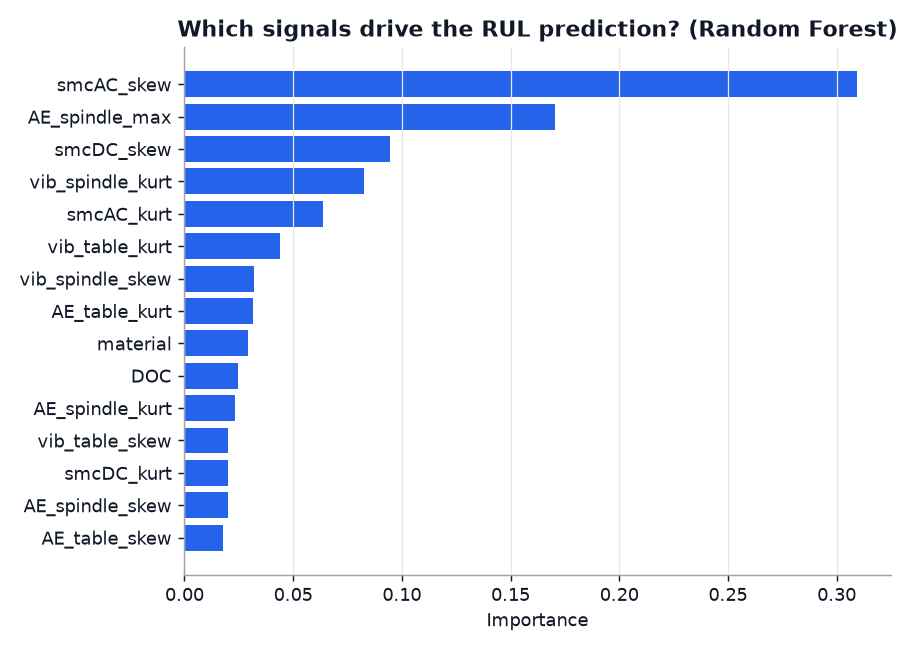 Which signals drive the RUL prediction? (Random Forest)
smcAC_skew
AE_spindle_max
smcDC_skew
vib_spindle_kurt
smcAC_kurt
vib_table_kurt
vib_spindle_skew
AE_table_kurt
material
DOC
AE_spindle_kurt
vib_table_skew
smcDC_kurt
AE_spindle_skew
AE_table_skew
0.00 0.05 0.10 0.15 0.20 0.25 0.30
Importance